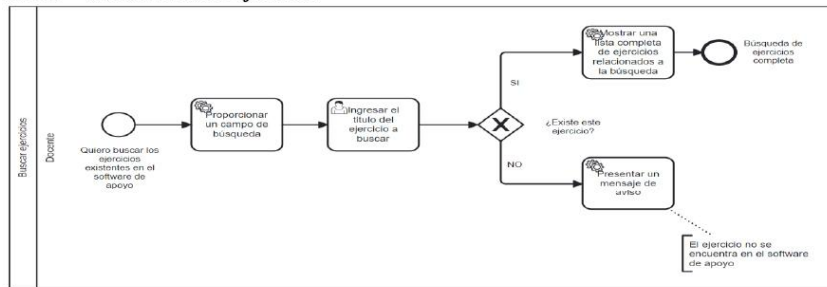 Buscar ejercicios
Docente
Quiero buscar los
ejercicios
existentes en el
software de
apoyo
Proporcionar
un campo de
búsqueda
Ingresar el
título del
ejercicio a
buscar
¿Existe este
ejercicio?
SI
Mostrar una
lista completa
de ejercicios
relacionados a
la búsqueda
Búsqueda de
ejercicios
completa
NO
Presentar un
mensaje de
aviso
El ejercicio no se
encuentra en el software
de apoyo